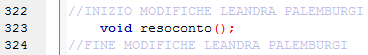 322 //INIZIO MODIFICHE LEANDRA PALEMBURGI
323 void resoconto();
324 //FINE MODIFICHE LEANDRA PALEMBURGI